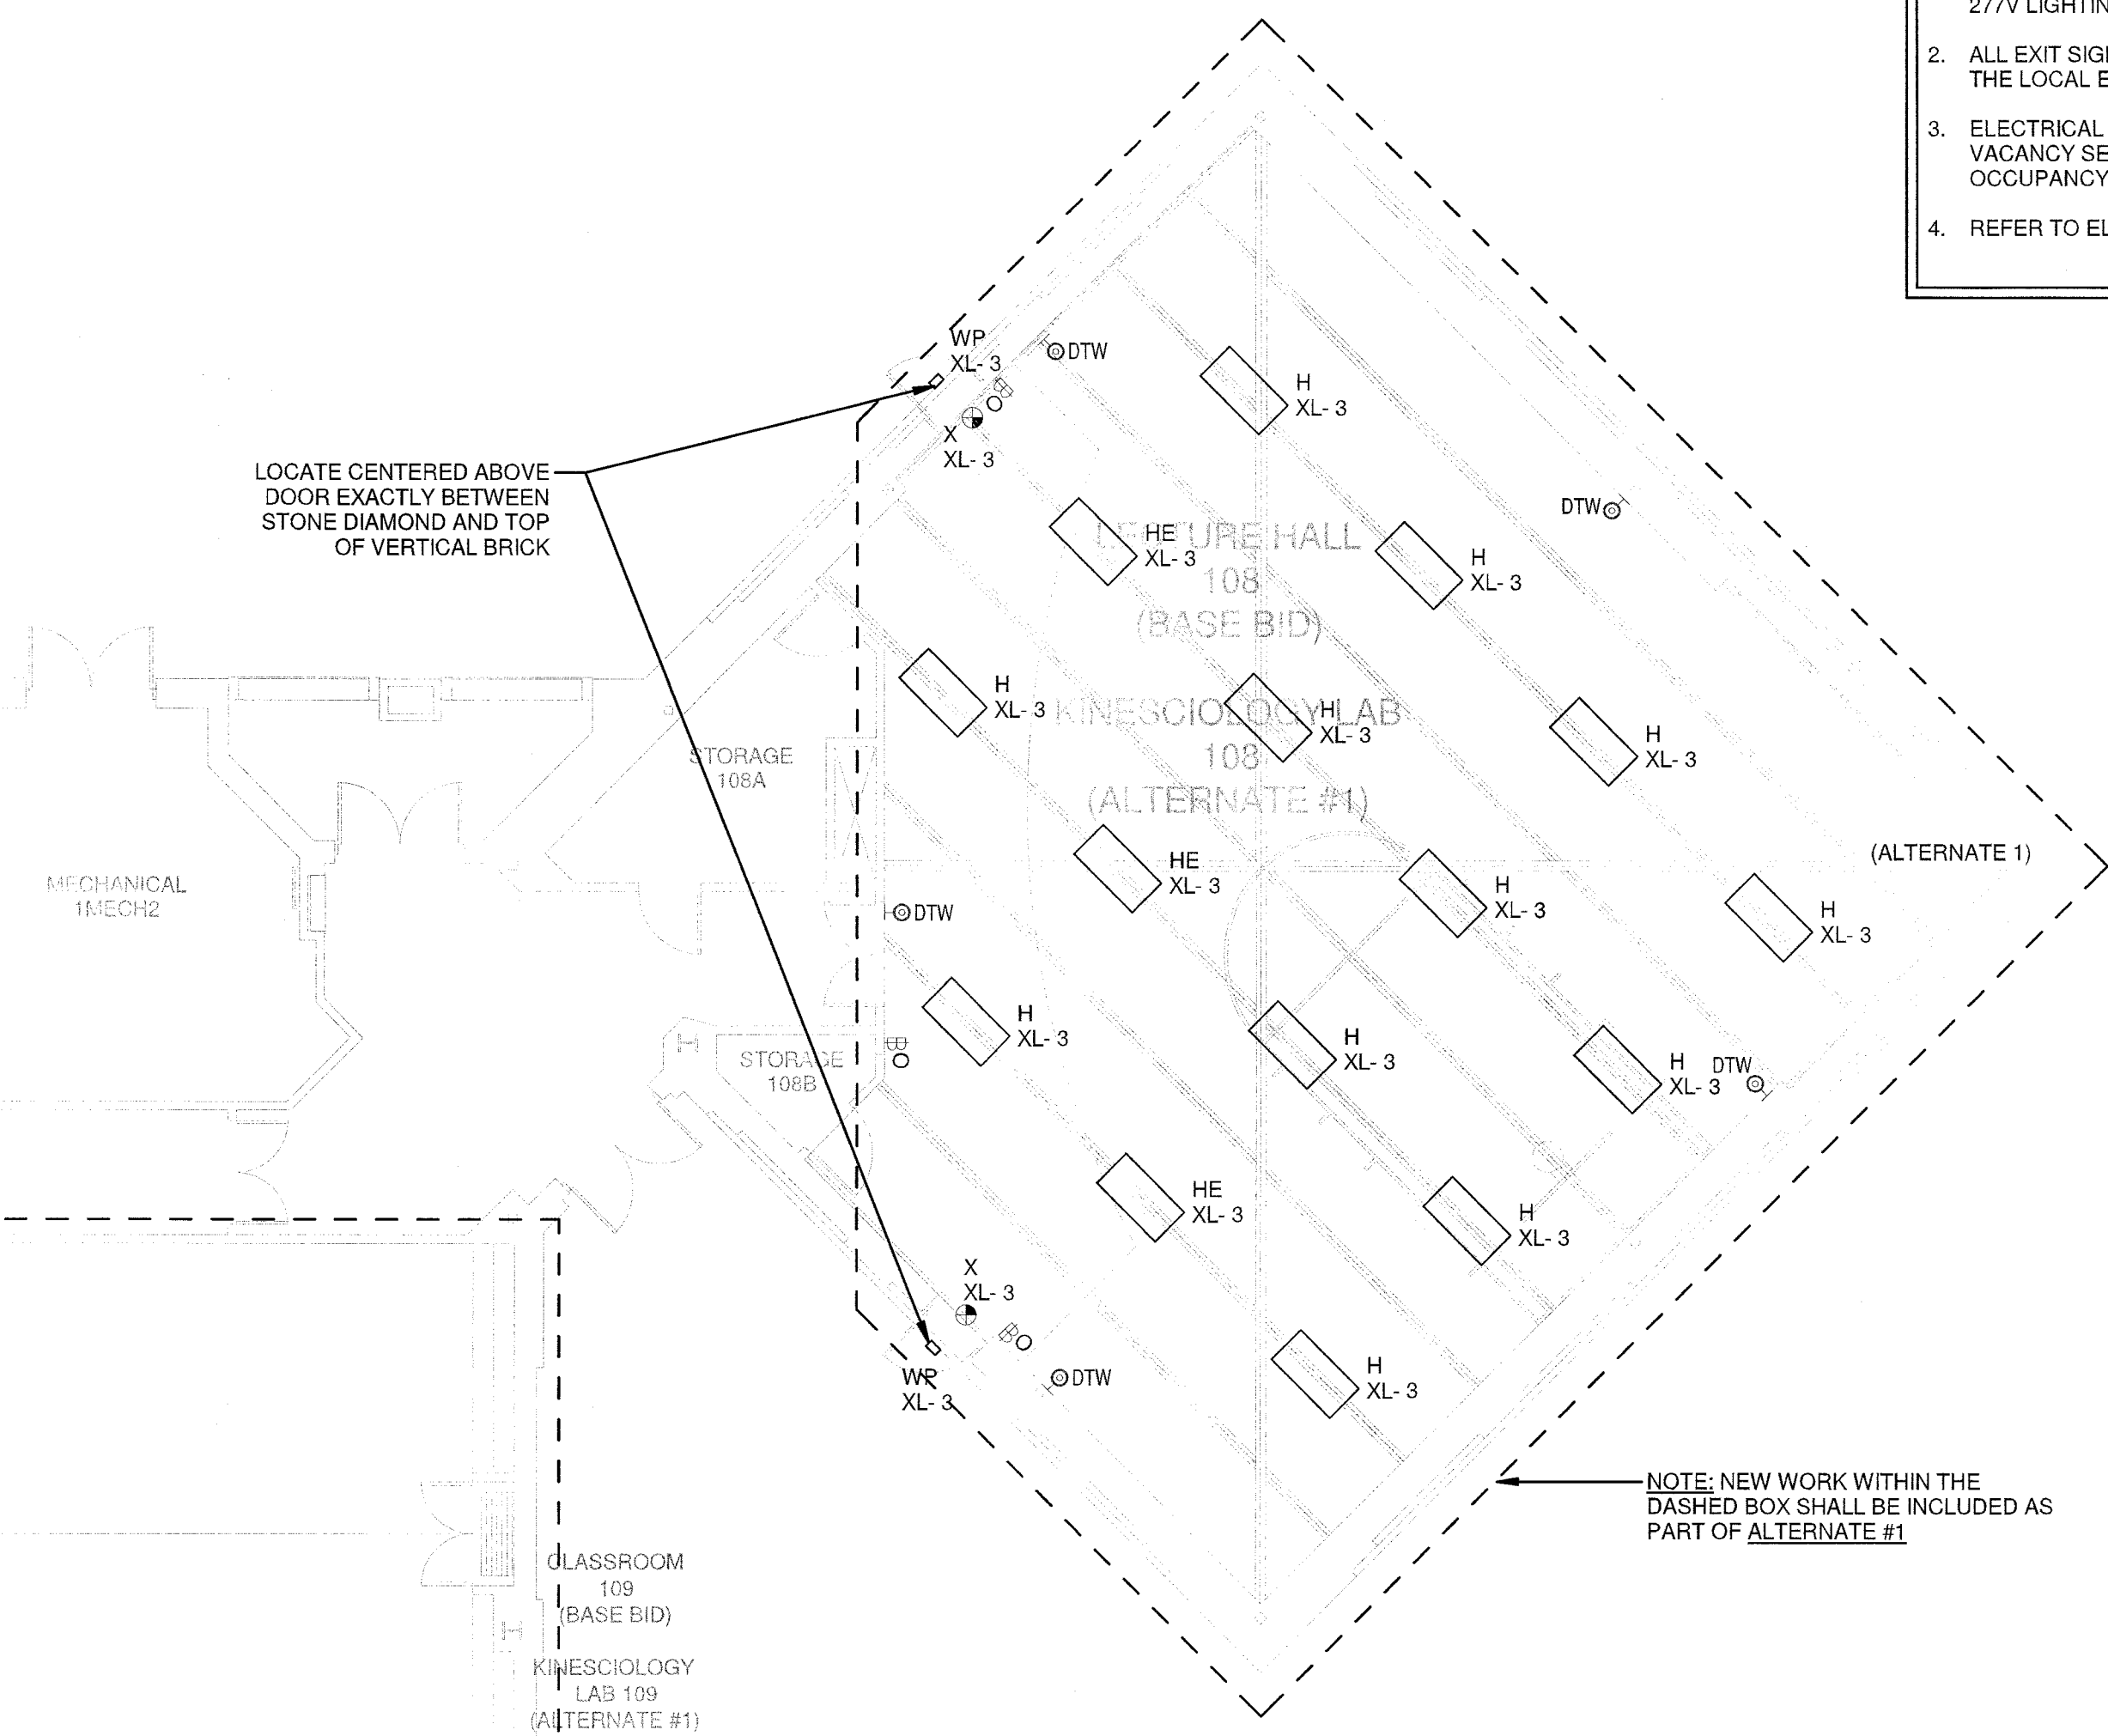 277V LIGHTIN
2. ALL EXIT SIG
THE LOCAL E
3. ELECTRICAL
VACANCY SE
OCCUPANCY
4. REFER TO EL
WP
XL- 3
DTW
X
XL- 3
BO
H
XL- 3
LOCATE CENTERED ABOVE
DOOR EXACTLY BETWEEN
STONE DIAMOND AND TOP
OF VERTICAL BRICK
DTW
HE
XL- 3
LECTURE HALL
108
(BASE BID)
H
XL- 3
H
XL- 3
KINESCIOLOGY LAB
108
(ALTERNATE #1)
H
XL- 3
H
XL- 3
STORAGE
108A
MECHANICAL
1MECH2
HE
XL- 3
H
XL- 3
(ALTERNATE 1)
H
XL- 3
DTW
H
XL- 3
H
XL- 3
H
XL- 3
DTW
STORAGE
108B
BO
HE
XL- 3
H
XL- 3
X
XL- 3
BO
WP
XL- 3
DTW
H
XL- 3
NOTE: NEW WORK WITHIN THE
DASHED BOX SHALL BE INCLUDED AS
PART OF ALTERNATE #1
CLASSROOM
109
(BASE BID)
KINESCIOLOGY
LAB 109
(ALTERNATE #1)